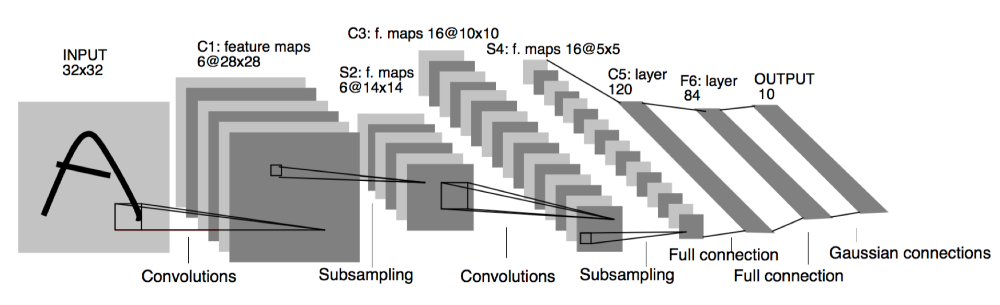 INPUT
32x32
C1: feature maps
6@28x28
S2: f. maps
6@14x14
C3: f. maps 16@10x10
S4: f. maps 16@5x5
C5: layer
120
F6: layer
84
OUTPUT
10
Convolutions
Subsampling
Convolutions
Subsampling
Full connection
Full connection
Gaussian connections